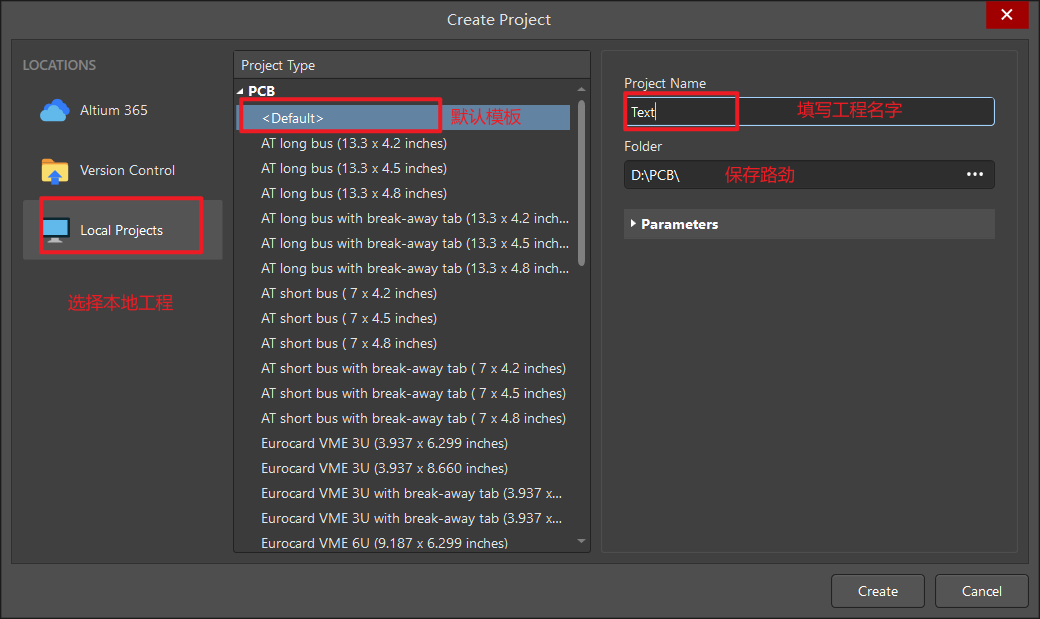 Create Project
LOCATIONS
Altium 365
Version Control
Local Projects
选择本地工程
Project Type
PCB
<Default>
默认模板
AT long bus (13.3 x 4.2 inches)
AT long bus (13.3 x 4.5 inches)
AT long bus (13.3 x 4.8 inches)
AT long bus with break-away tab (13.3 x 4.2 inch...
AT long bus with break-away tab (13.3 x 4.5 inch...
AT long bus with break-away tab (13.3 x 4.8 inch...
AT short bus ( 7 x 4.2 inches)
AT short bus ( 7 x 4.5 inches)
AT short bus ( 7 x 4.8 inches)
AT short bus with break-away tab ( 7 x 4.2 inches)
AT short bus with break-away tab ( 7 x 4.5 inches)
AT short bus with break-away tab ( 7 x 4.8 inches)
Eurocard VME 3U (3.937 x 6.299 inches)
Eurocard VME 3U (3.937 x 8.660 inches)
Eurocard VME 3U with break-away tab (3.937 x...
Eurocard VME 3U with break-away tab (3.937 x...
Eurocard VME 6U (9.187 x 6.299 inches)
Project Name
Text 填写工程名字
Folder
D:\PCB\ 保存路劲 ...
Parameters
Create
Cancel